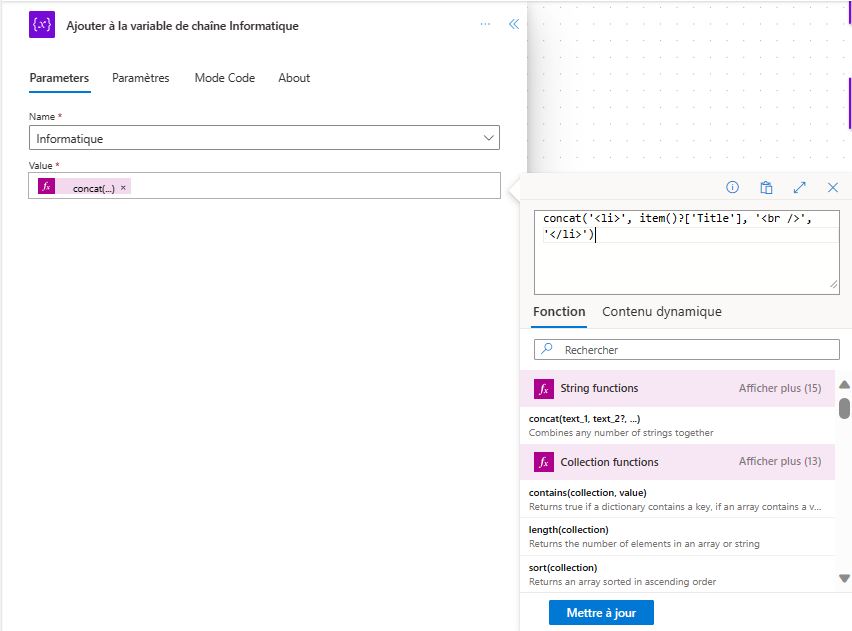 {x} Ajouter à la variable de chaîne Informatique
Parameters Paramètres Mode Code About
Name *
Informatique
Value *
fx concat(...) ×
concat('<li>', item()?['Title'], '<br />',
'</li>')
Fonction Contenu dynamique
Rechercher
fx String functions Afficher plus (15)
concat(text_1, text_2?, ...)
Combines any number of strings together
fx Collection functions Afficher plus (13)
contains(collection, value)
Returns true if a dictionary contains a key, if an array contains a v...
length(collection)
Returns the number of elements in an array or string
sort(collection)
Returns an array sorted in ascending order
Mettre à jour